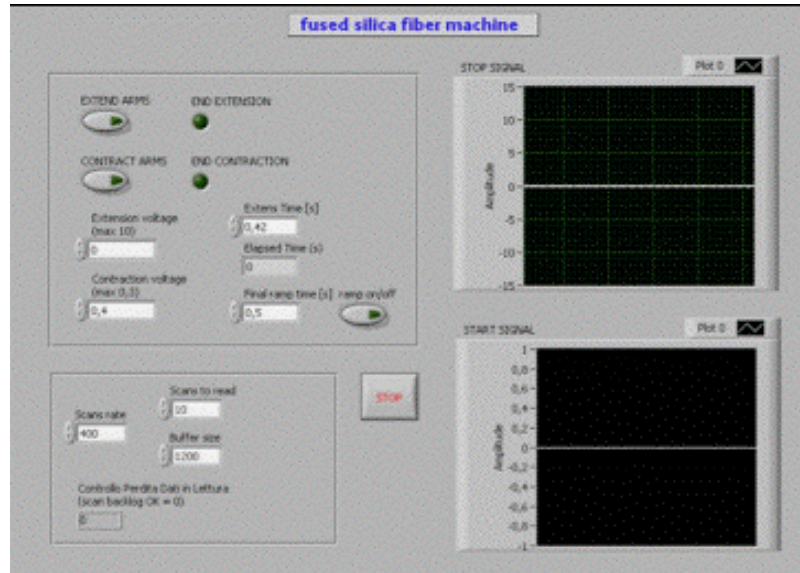 fused silica fiber machine
EXTEND ARMS
END EXTENSION
CONTRACT ARMS
END CONTRACTION
Extension voltage
(max 10)
0
Contraction voltage
(max 0,3)
0,4
Extens Time [s]
0,42
Elapsed Time (s)
0
Final ramp time [s]
0,5
ramp on/off
Scans rate
400
Scans to read
10
Buffer size
1200
Controllo Perdita Dati in Lettura
(scan backlog OK = 0)
0
STOP
STOP SIGNAL
Plot 0
Amplitude
15
10
5
0
-5
-10
-15
START SIGNAL
Plot 0
Amplitude
1
0,8
0,6
0,4
0,2
0
-0,2
-0,4
-0,6
-0,8
-1